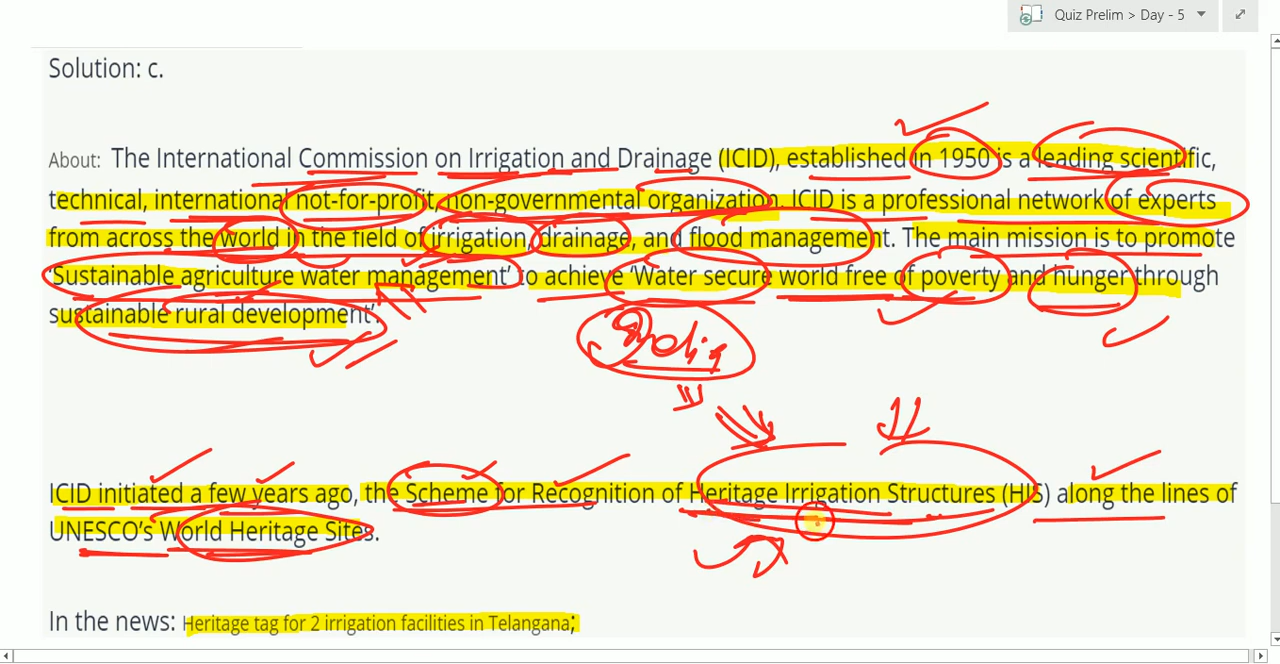 Quiz Prelim > Day - 5
Solution: c.
About: The International Commission on Irrigation and Drainage (ICID), established in 1950 is a leading scientific,
technical, international not-for-profit, non-governmental organization. ICID is a professional network of experts
from across the world in the field of irrigation, drainage, and flood management. The main mission is to promote
'Sustainable agriculture water management' to achieve 'Water secure world free of poverty and hunger through
sustainable rural development'.
ICID initiated a few years ago, the Scheme for Recognition of Heritage Irrigation Structures (HIS) along the lines of
UNESCO's World Heritage Sites.
In the news: Heritage tag for 2 irrigation facilities in Telangana;